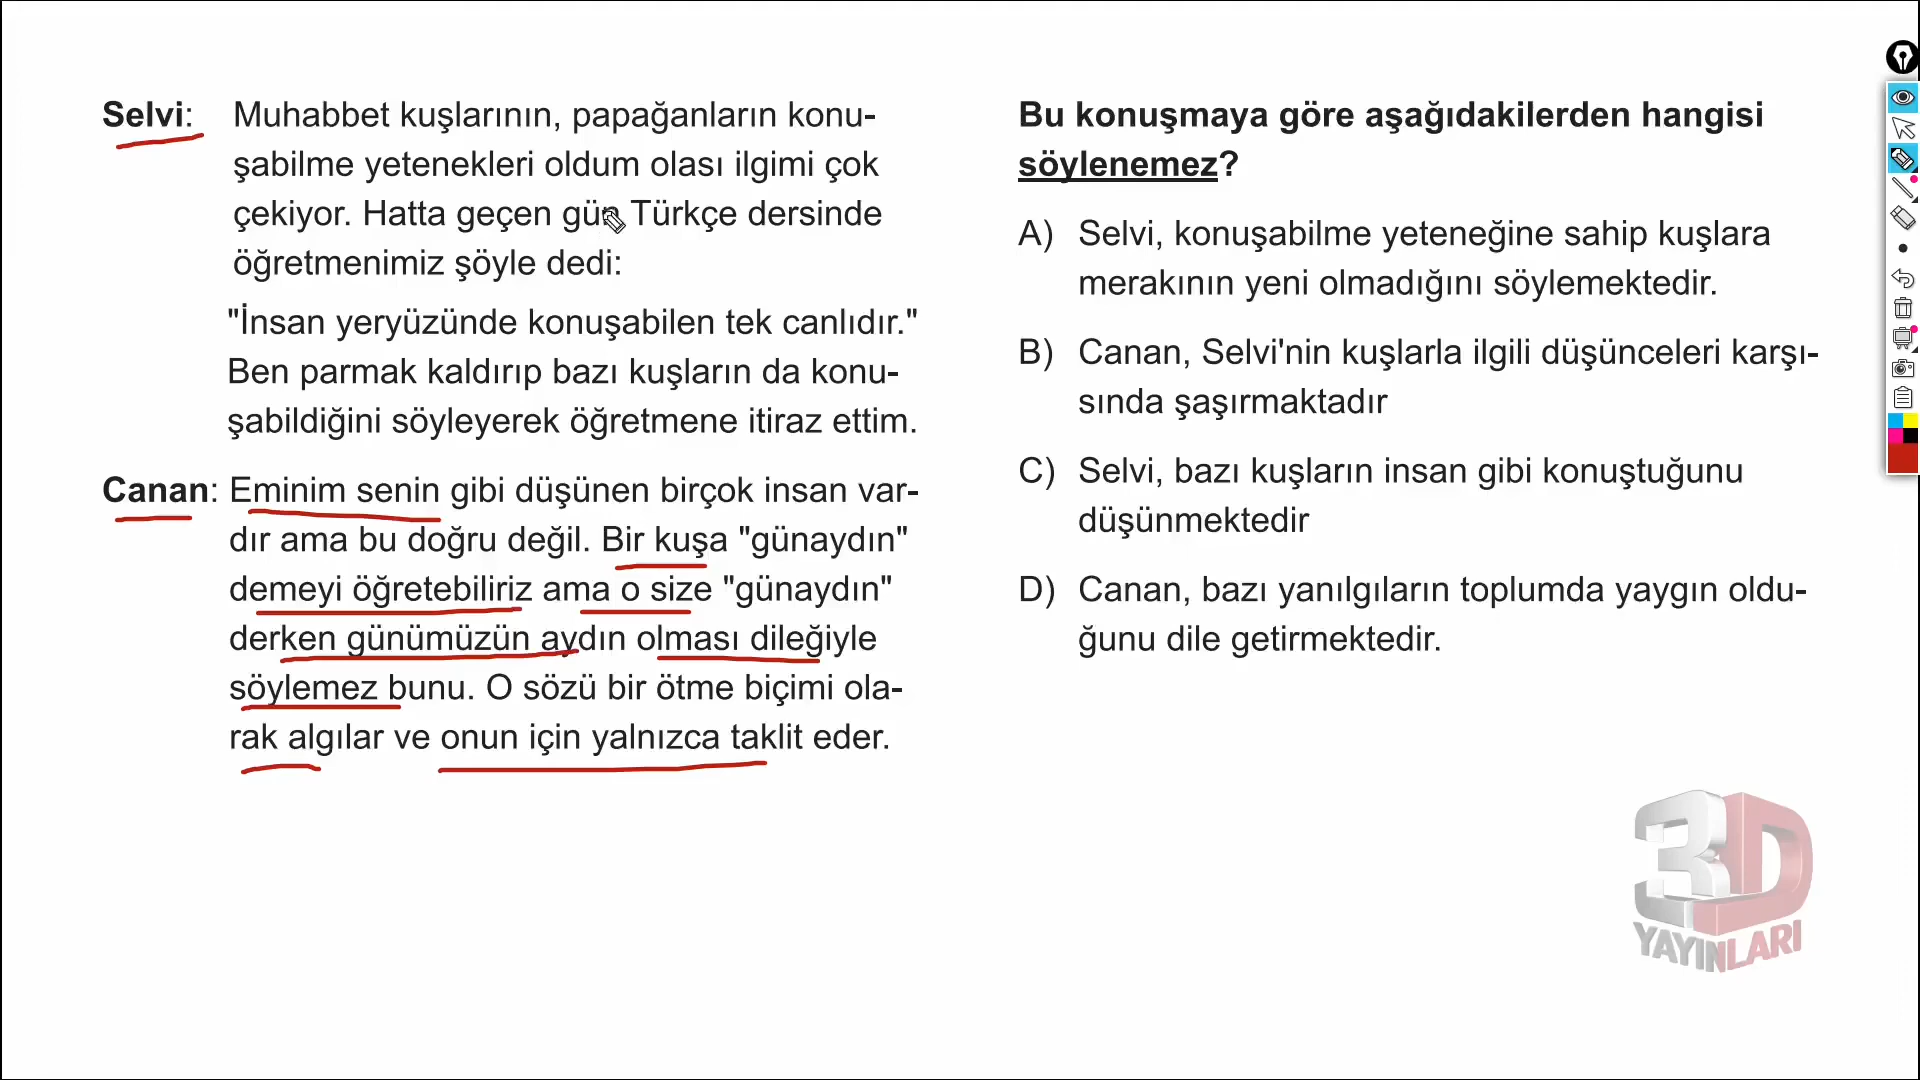 Selvi: Muhabbet kuşlarının, papağanların konu-
şabilme yetenekleri oldum olası ilgimi çok
çekiyor. Hatta geçen gün Türkçe dersinde
öğretmenimiz şöyle dedi:
"İnsan yeryüzünde konuşabilen tek canlıdır."
Ben parmak kaldırıp bazı kuşların da konu-
şabildiğini söyleyerek öğretmene itiraz ettim.
Canan: Eminim senin gibi düşünen birçok insan var-
dır ama bu doğru değil. Bir kuşa "günaydın"
demeyi öğretebiliriz ama o size "günaydın"
derken günümüzün aydın olması dileğiyle
söylemez bunu. O sözü bir ötme biçimi ola-
rak algılar ve onun için yalnızca taklit eder.
Bu konuşmaya göre aşağıdakilerden hangisi
söylenemez?
A) Selvi, konuşabilme yeteneğine sahip kuşlara
merakının yeni olmadığını söylemektedir.
B) Canan, Selvi'nin kuşlarla ilgili düşünceleri karşı-
sında şaşırmaktadır
C) Selvi, bazı kuşların insan gibi konuştuğunu
düşünmektedir
D) Canan, bazı yanılgıların toplumda yaygın oldu-
ğunu dile getirmektedir.
3D
YAYINLARI